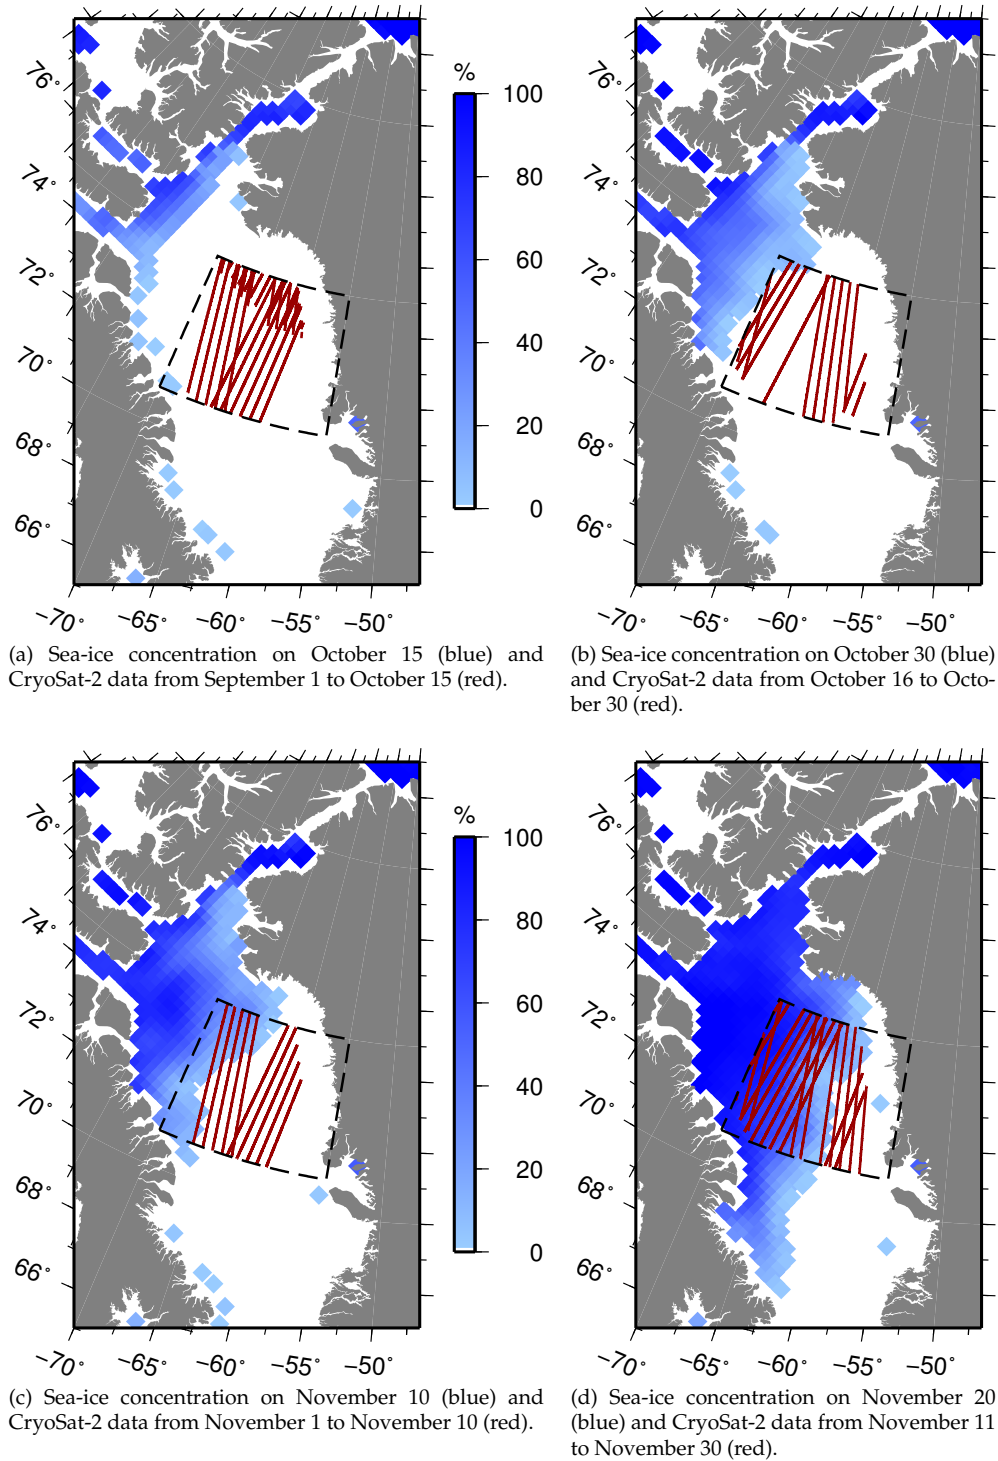 %
100
80
60
40
20
0
76°
74°
72°
70°
68°
66°
−70° −65° −60° −55° −50°
76°
74°
72°
70°
68°
66°
−70° −65° −60° −55° −50°
(a) Sea-ice concentration on October 15 (blue) and
CryoSat-2 data from September 1 to October 15 (red).
(b) Sea-ice concentration on October 30 (blue)
and CryoSat-2 data from October 16 to Octo-
ber 30 (red).
%
100
80
60
40
20
0
76°
74°
72°
70°
68°
66°
−70° −65° −60° −55° −50°
76°
74°
72°
70°
68°
66°
−70° −65° −60° −55° −50°
(c) Sea-ice concentration on November 10 (blue) and
CryoSat-2 data from November 1 to November 10 (red).
(d) Sea-ice concentration on November 20
(blue) and CryoSat-2 data from November 11
to November 30 (red).